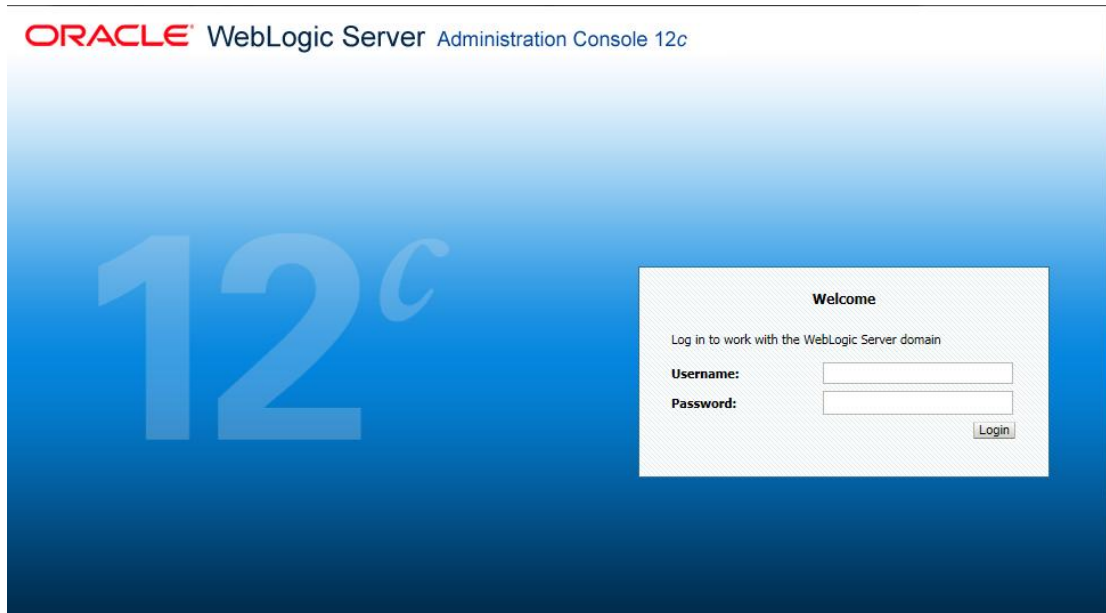 ORACLE WebLogic Server Administration Console 12c
12c
Welcome
Log in to work with the WebLogic Server domain
Username:
Password:
Login